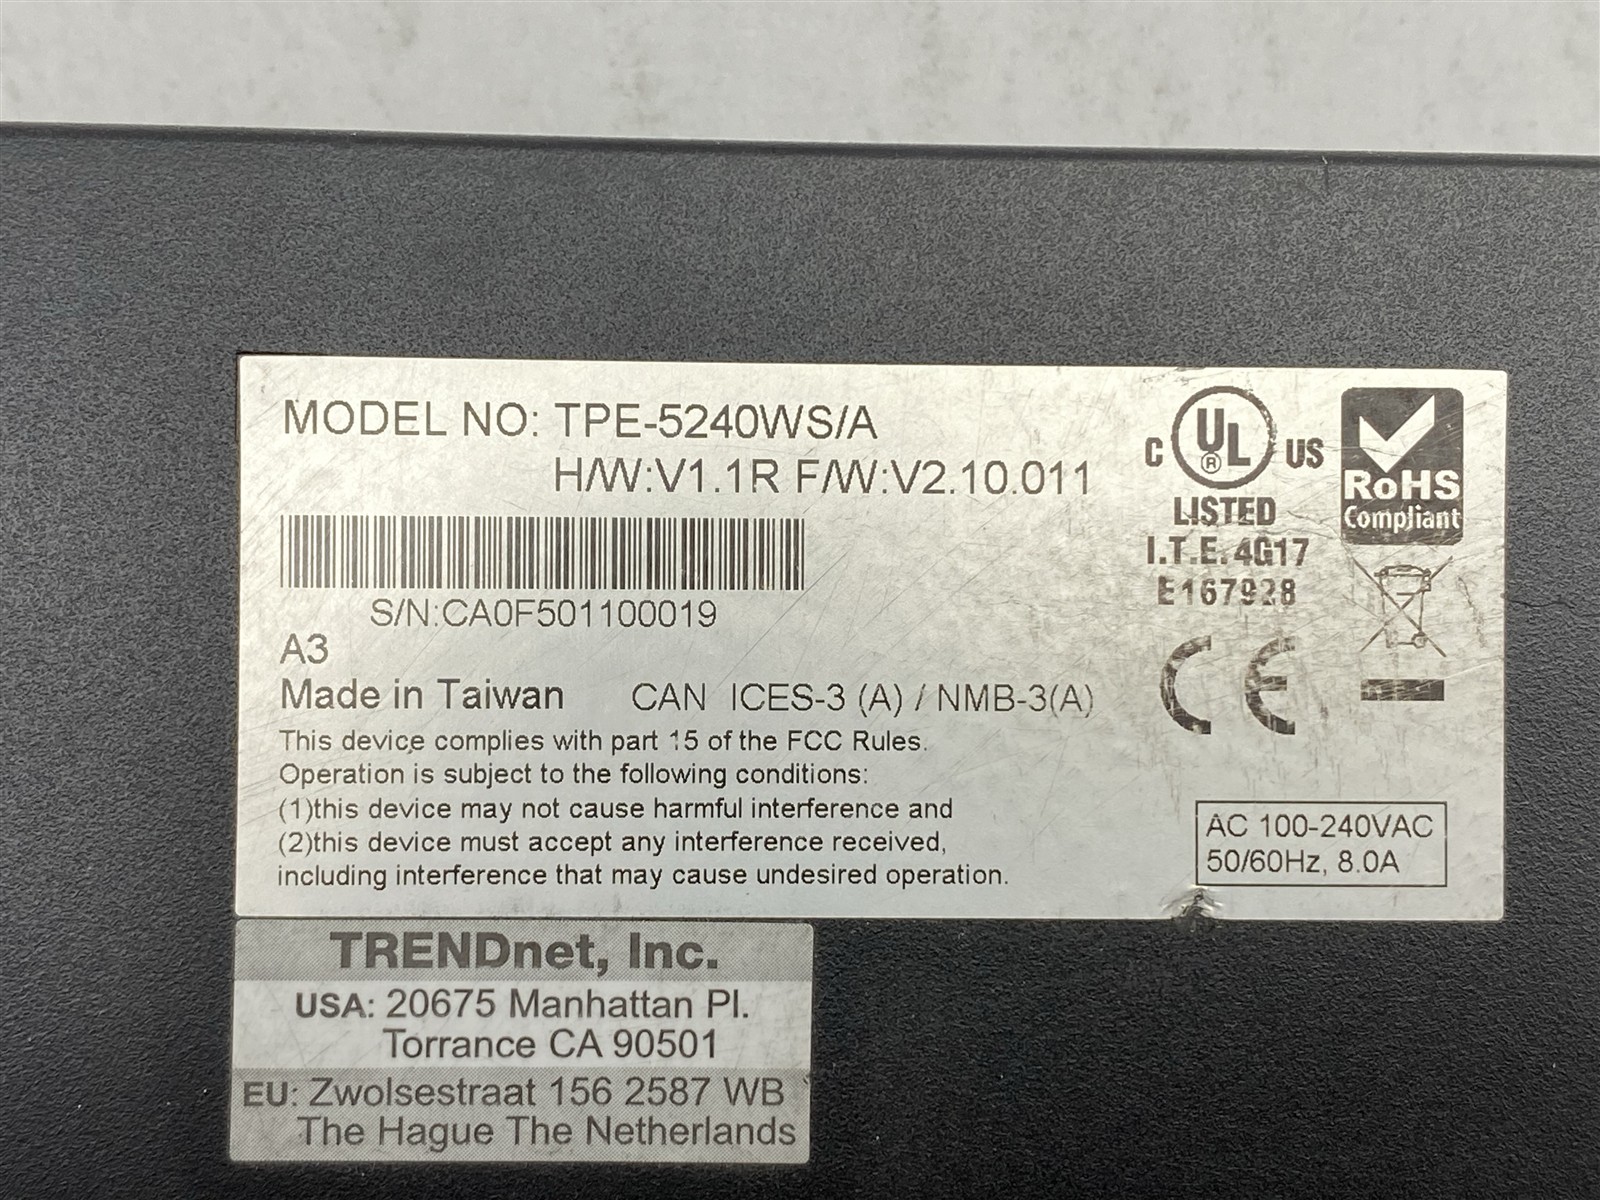 MODEL NO: TPE-5240WS/A
H/W:V1.1R F/W:V2.10.011
S/N:CA0F501100019
A3
Made in Taiwan CAN ICES-3 (A) / NMB-3(A)
This device complies with part 15 of the FCC Rules.
Operation is subject to the following conditions:
(1)this device may not cause harmful interference and
(2)this device must accept any interference received,
including interference that may cause undesired operation.
C UL ® US
LISTED
I.T.E. 4G17
E167928
RoHS
Compliant
CE
AC 100-240VAC
50/60Hz, 8.0A
TRENDnet, Inc.
USA: 20675 Manhattan Pl.
Torrance CA 90501
EU: Zwolsestraat 156 2587 WB
The Hague The Netherlands